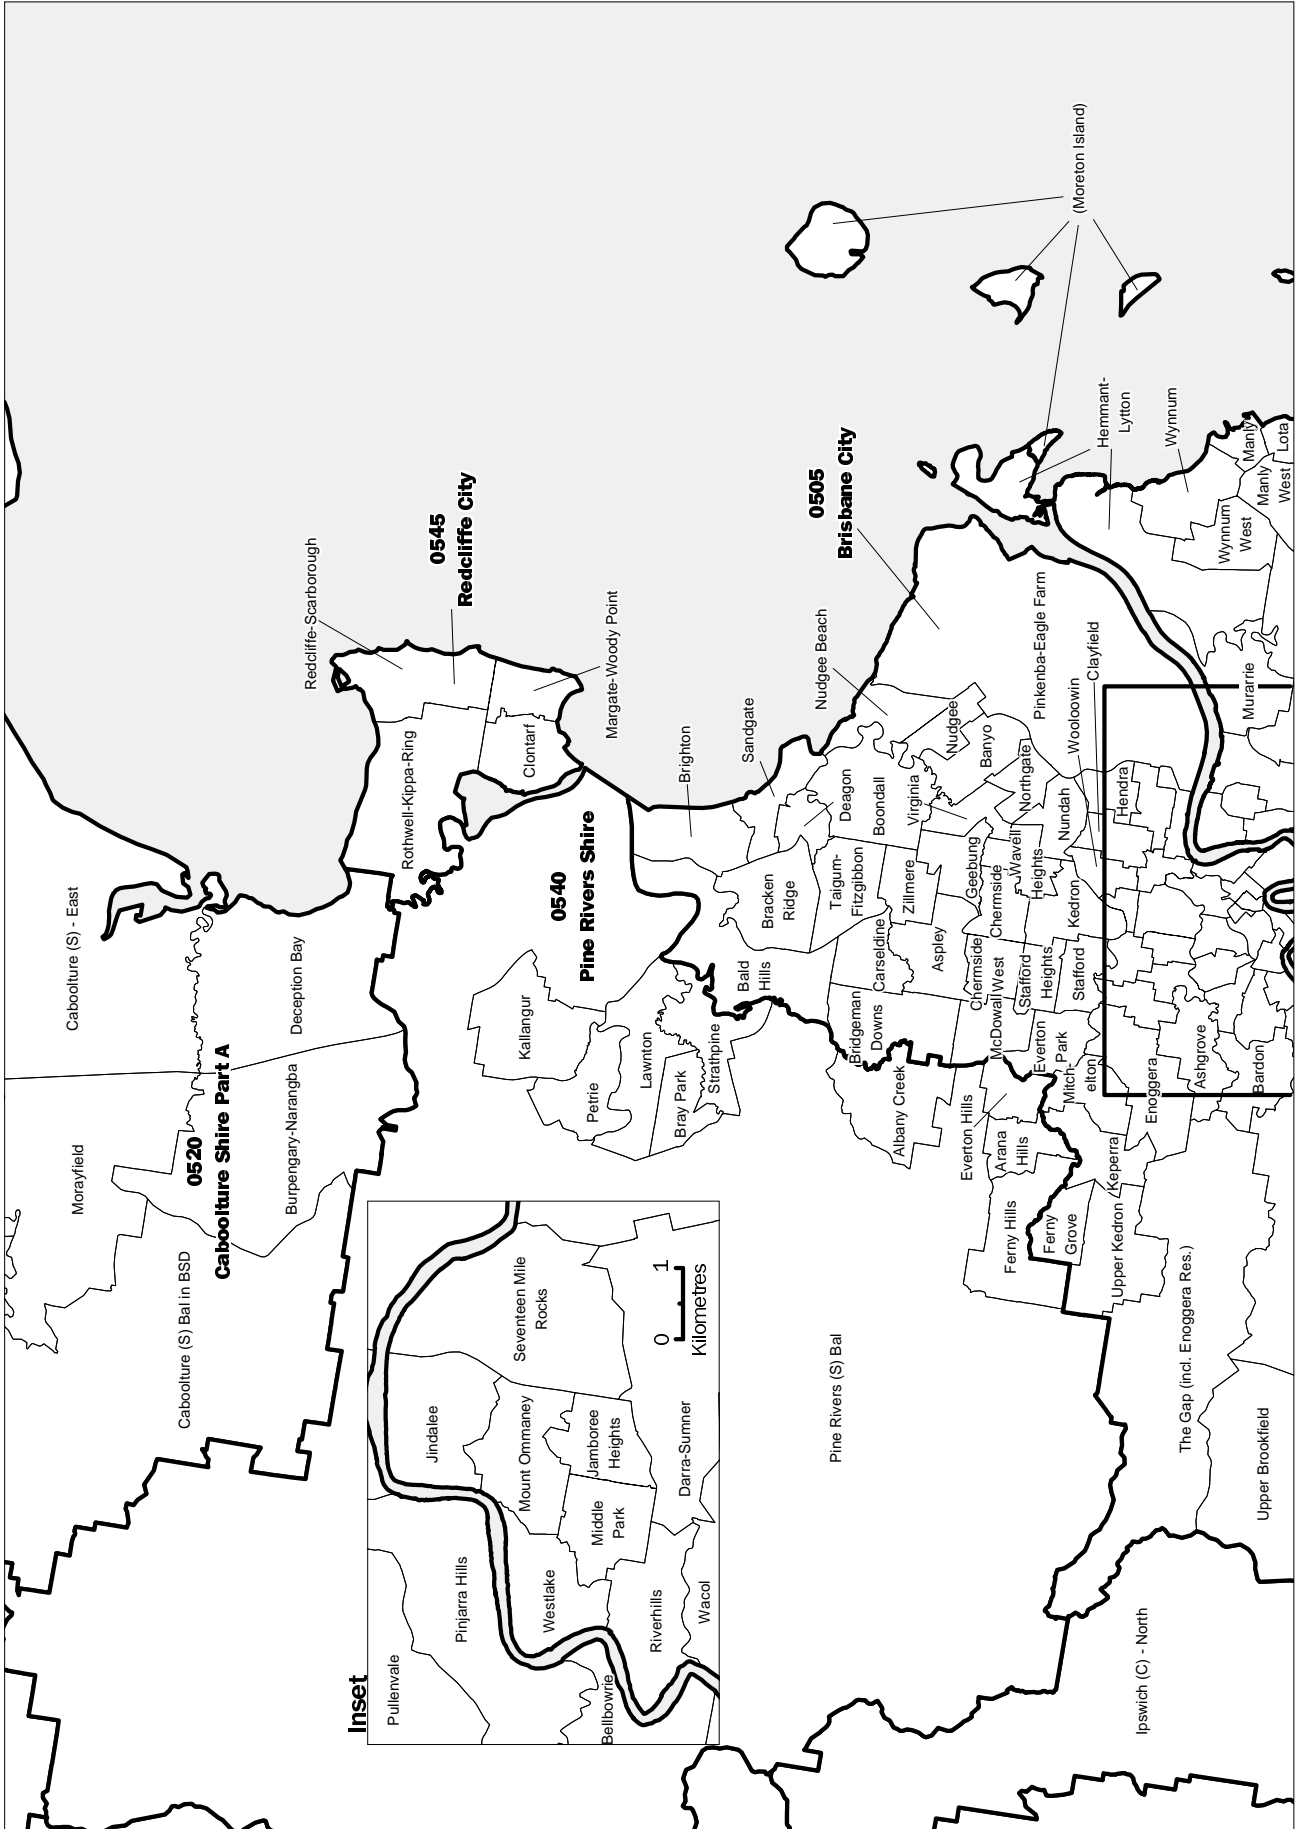 Caboolture (S) - East
Morayfield
0520
Caboolture Shire Part A
Deception Bay
Burpengary-Narangba
Caboolture (S) Bal in BSD
Redcliffe-Scarborough
0545
Redcliffe City
Rothwell-Kippa-Ring
Clontarf
Margate-Woody Point
0540
Pine Rivers Shire
Kallangur
Petrie
Lawnton
Bray Park
Strathpine
Brighton
Sandgate
Bracken
Ridge
Bald
Hills
Nudgee Beach
0505
Brisbane City
Deagon
Boondall
Taigum-
Fitzgibbon
Virginia
Zillmere
Carseldine
Bridgeman
Downs
Aspley
Albany Creek
Nudgee
Banyo
Geebung
Northgate
Chermside
Wavell
Heights
Nundah
Chermside
West
McDowall
Stafford
Heights
Kedron
Stafford
Everton
Park
Mitch-
elton
Everton Hills
Arana
Hills
Ferny Hills
Ferny
Grove
Keperra
Upper Kedron
Pinkenba-Eagle Farm
Wooloowin
Clayfield
Hendra
Enoggera
Ashgrove
Bardon
(Moreton Island)
Hemmant-
Lytton
Wynnum
Wynnum
West
Manly
Manly
West
Lota
Murarrie
The Gap (incl. Enoggera Res.)
Upper Brookfield
Pine Rivers (S) Bal
Ipswich (C) - North
Inset
Pullenvale
Pinjarra Hills
Jindalee
Seventeen Mile
Rocks
Mount Ommaney
Jamboree
Heights
Middle
Park
Westlake
Riverhills
Bellbowrie
Darra-Sumner
Wacol
0 1
Kilometres